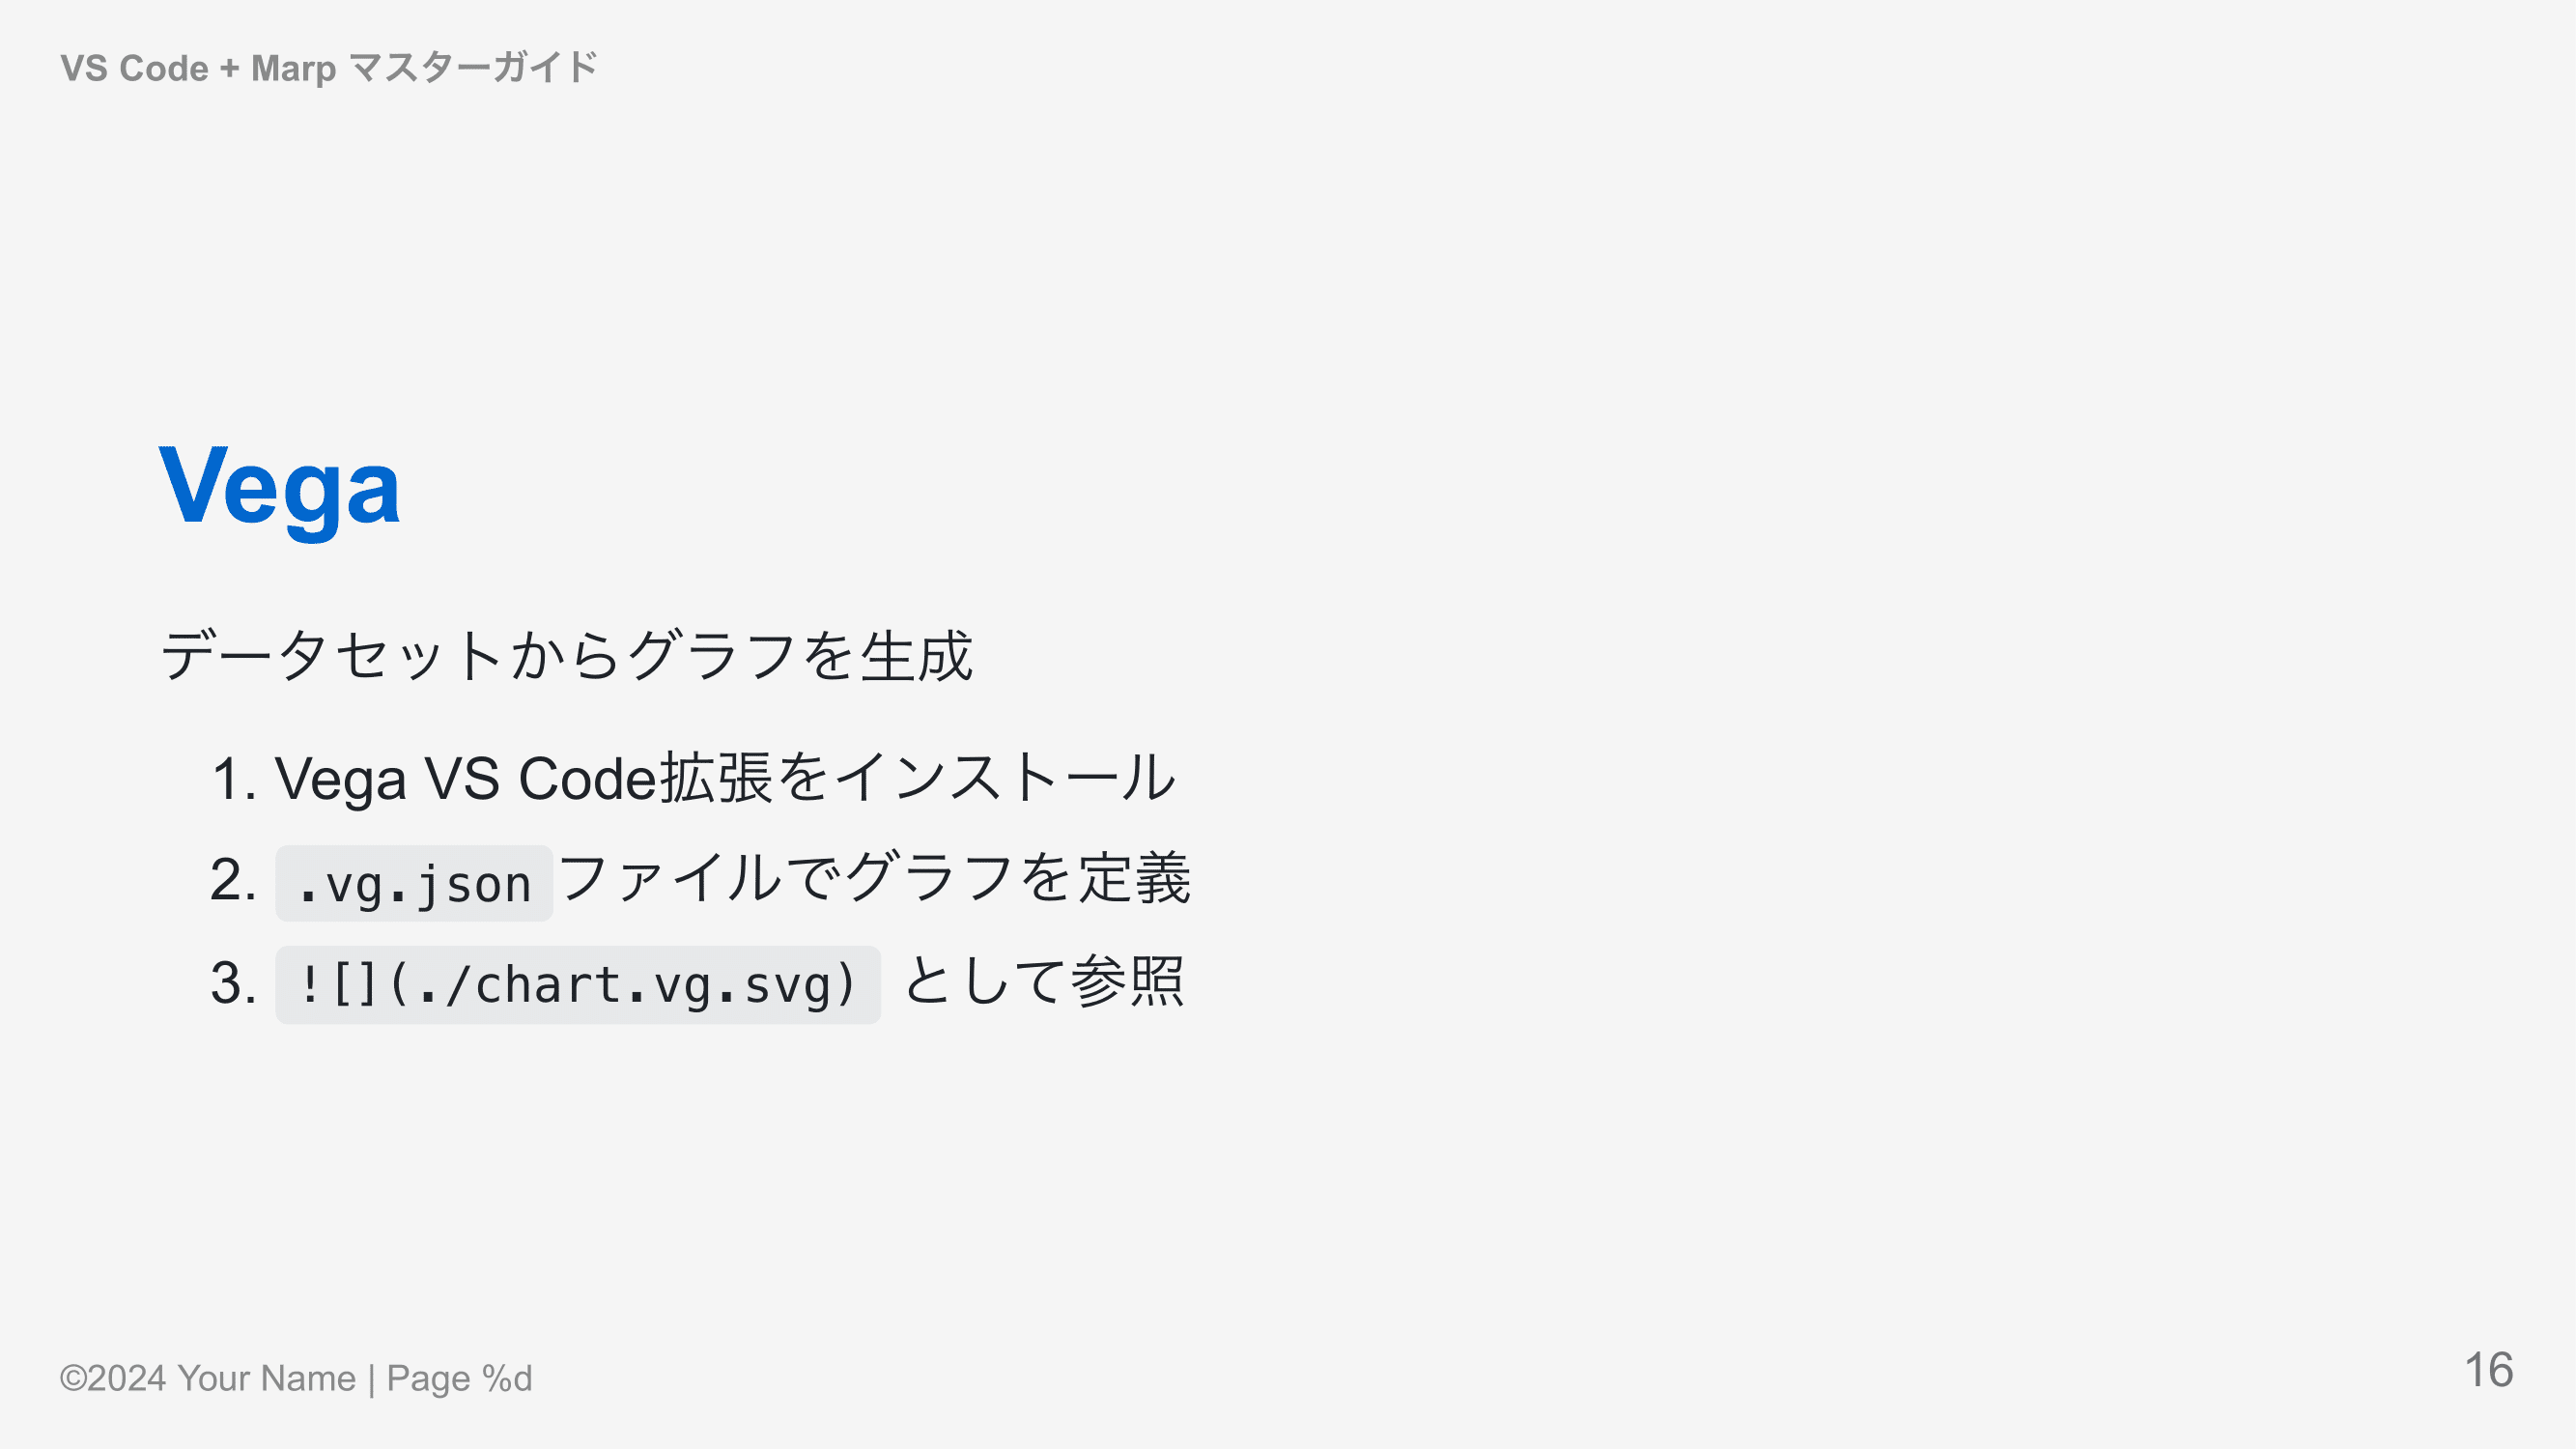 VS Code + Marp マスターガイド
Vega
データセットからグラフを生成
1. Vega VS Code拡張をインストール
2. .vg.json ファイルでグラフを定義
3. ![](./chart.vg.svg) として参照
©2024 Your Name | Page %d
16